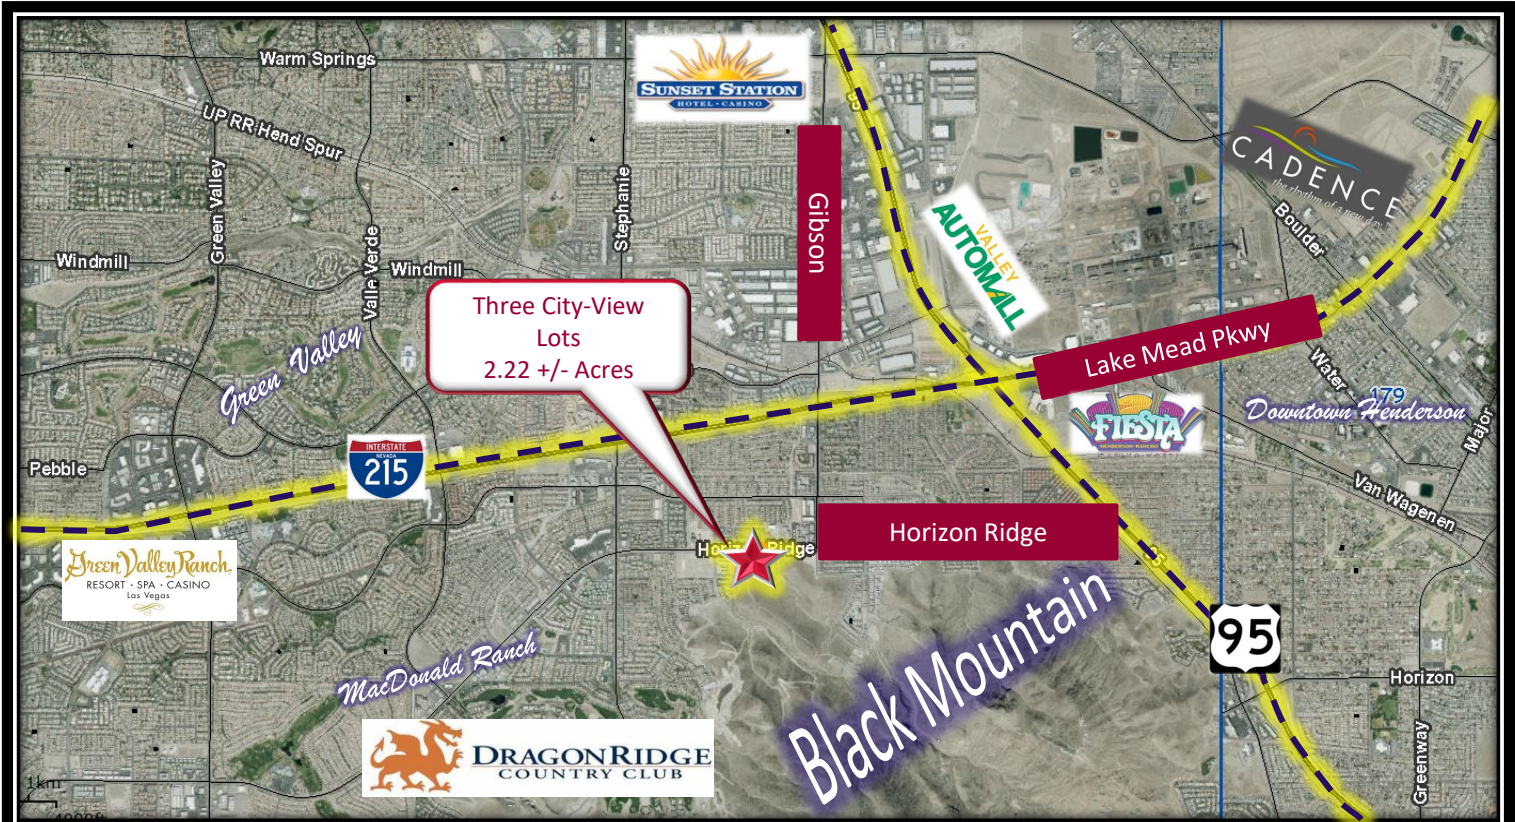 Warm Springs
SUNSET STATION
HOTEL • CASINO
95
UP RR Hend Spur
CADENCE
the rhythm of a new day
Green Valley
Stephanie
Gibson
VALLEY
AUTOMALL
Boulder
Windmill
Valle Verde
Windmill
Three City-View
Lots
2.22 +/- Acres
Lake Mead Pkwy
Green Valley
Water
179
Downtown Henderson
FIESTA
HENDERSON
Major
Pebble
INTERSTATE
NEVADA
215
Van Wagenen
Horizon Ridge
Horizon Ridge
Green Valley Ranch
RESORT • SPA • CASINO
Las Vegas
95
Black Mountain
95
MacDonald Ranch
Horizon
DRAGONRIDGE
COUNTRY CLUB
Greenway
1km
4000ft